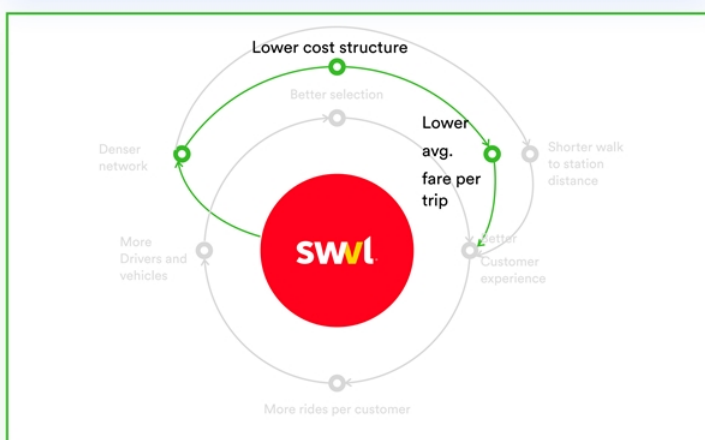 Lower cost structure
Better selection
Lower
avg.
fare per
trip
Denser
network
Shorter walk
to station
distance
swvl
More
Drivers and
vehicles
Better
Customer
experience
More rides per customer